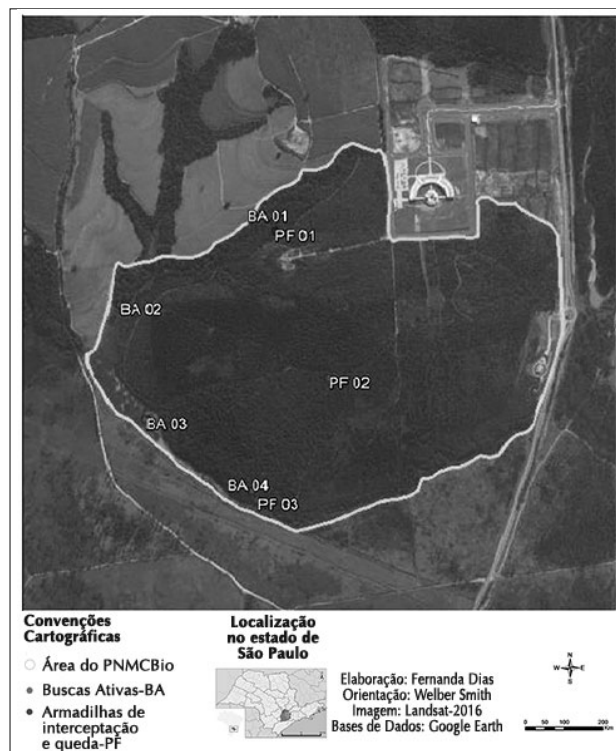 BA 01
PF 01
BA 02
PF 02
BA 03
BA 04
PF 03
Convenções
Cartográficas
Área do PNMCBio
Buscas Ativas-BA
Armadilhas de
interceptação
e queda-PF
Localização
no estado de
São Paulo
Elaboração: Fernanda Dias
Orientação: Welber Smith
Imagem: Landsat-2016
Bases de Dados: Google Earth
N
W
E
S
0 50 100 200